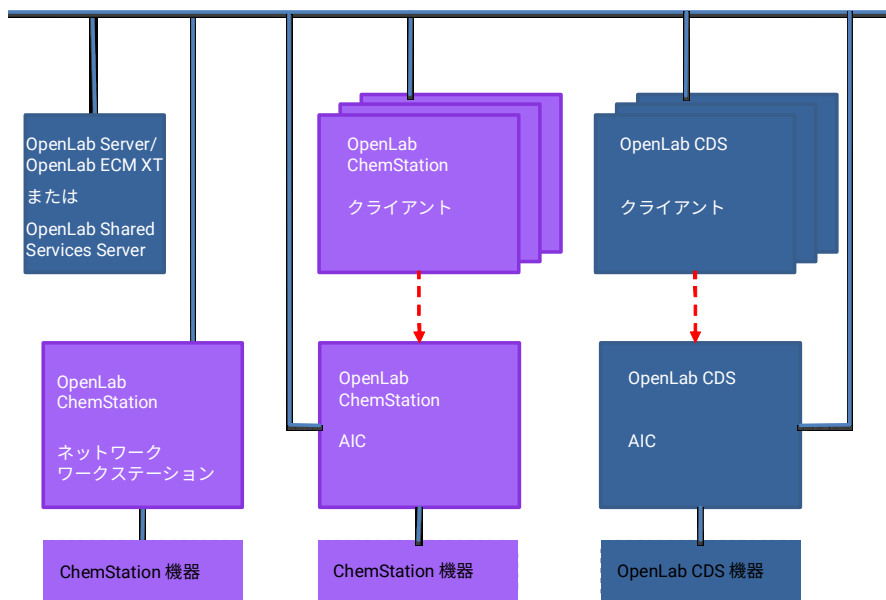 OpenLab Server/
OpenLab ECM XT
または
OpenLab Shared
Services Server
OpenLab
ChemStation
クライアント
OpenLab CDS
クライアント
OpenLab
ChemStation
ネットワーク
ワークステーション
OpenLab
ChemStation
AIC
OpenLab CDS
AIC
ChemStation 機器
ChemStation 機器
OpenLab CDS 機器